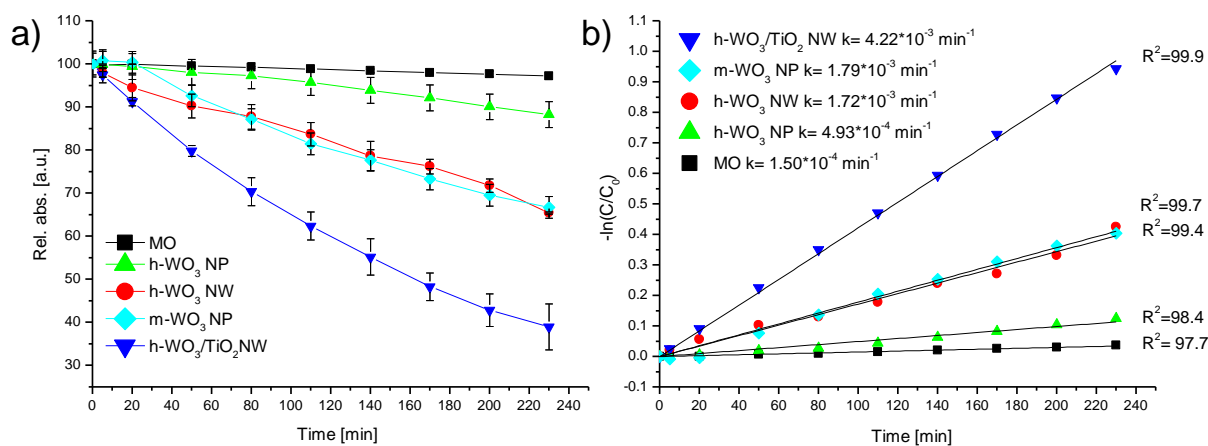 a)
110
100
90
80
70
60
50
40
30
Rel. abs. [a.u.]
MO
h-WO₃ NP
h-WO₃ NW
m-WO₃ NP
h-WO₃/TiO₂NW
0 20 40 60 80 100 120 140 160 180 200 220 240
Time [min]
b)
1.1
1.0
0.9
0.8
0.7
0.6
0.5
0.4
0.3
0.2
0.1
0.0
-0.1
-ln(C/C₀)
h-WO₃/TiO₂ NW k= 4.22*10⁻³ min⁻¹
m-WO₃ NP k= 1.79*10⁻³ min⁻¹
h-WO₃ NW k= 1.72*10⁻³ min⁻¹
h-WO₃ NP k= 4.93*10⁻⁴ min⁻¹
MO k= 1.50*10⁻⁴ min⁻¹
R²=99.9
R²=99.7
R²=99.4
R²=98.4
R²= 97.7
0 20 40 60 80 100 120 140 160 180 200 220 240
Time [min]